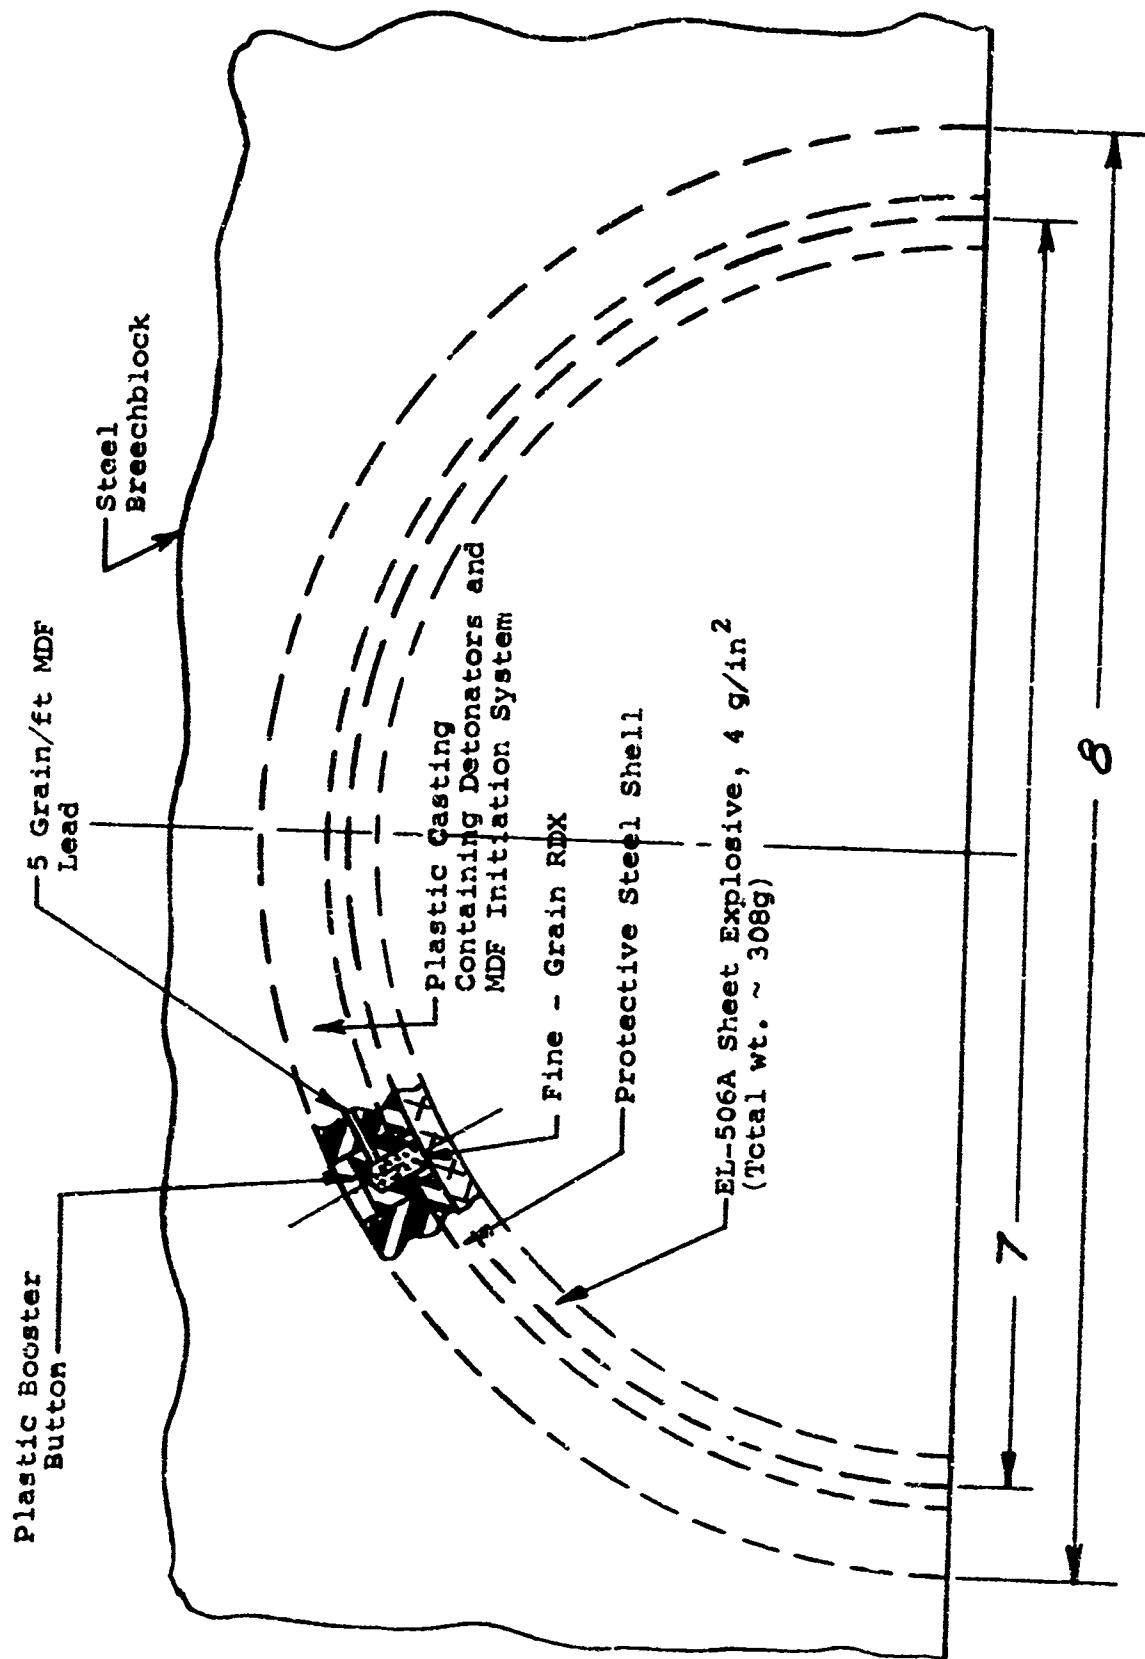 Plastic Booster
Button
5 Grain/ft MDF
Lead
Steel
Breechblock
Plastic Casting
Containing Detonators and
MDF Initiation System
Fine - Grain RDX
Protective Steel Shell
EL-506A Sheet Explosive, 4 g/in²
(Total wt. ~ 308g)
7
8